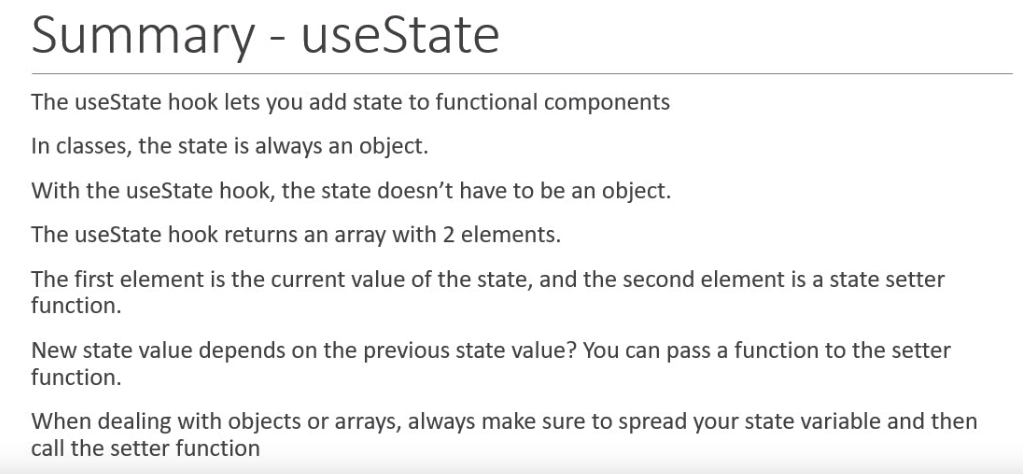 Summary - useState
The useState hook lets you add state to functional components
In classes, the state is always an object.
With the useState hook, the state doesn’t have to be an object.
The useState hook returns an array with 2 elements.
The first element is the current value of the state, and the second element is a state setter
function.
New state value depends on the previous state value? You can pass a function to the setter
function.
When dealing with objects or arrays, always make sure to spread your state variable and then
call the setter function